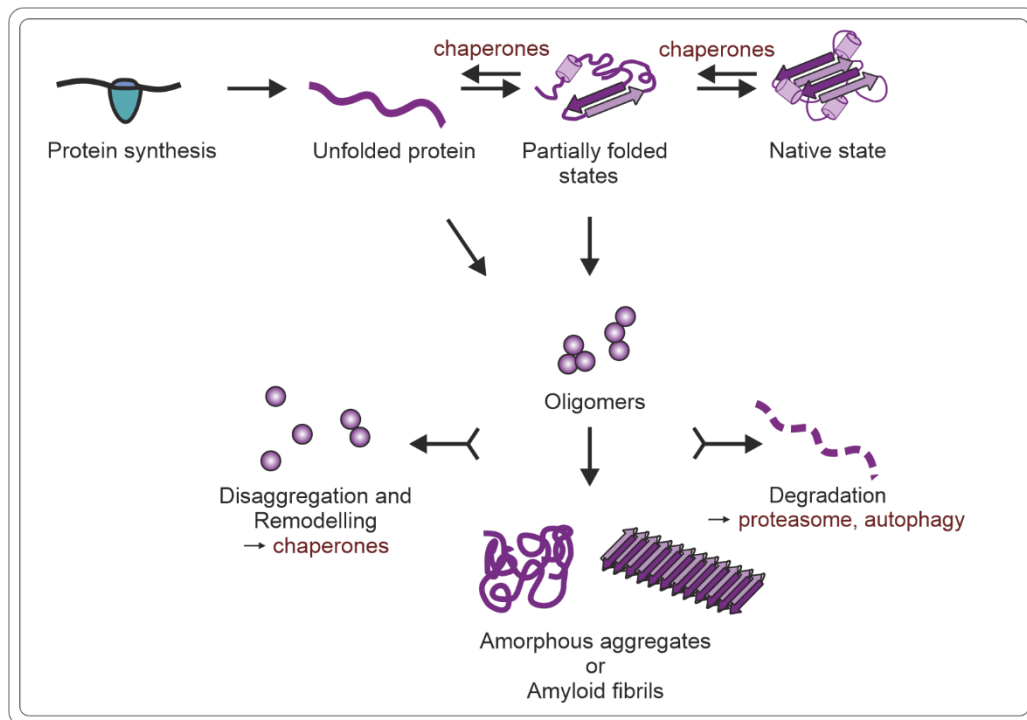 chaperones
chaperones
Protein synthesis
Unfolded protein
Partially folded
states
Native state
Oligomers
Disaggregation and
Remodelling
→ chaperones
Degradation
→ proteasome, autophagy
Amorphous aggregates
or
Amyloid fibrils